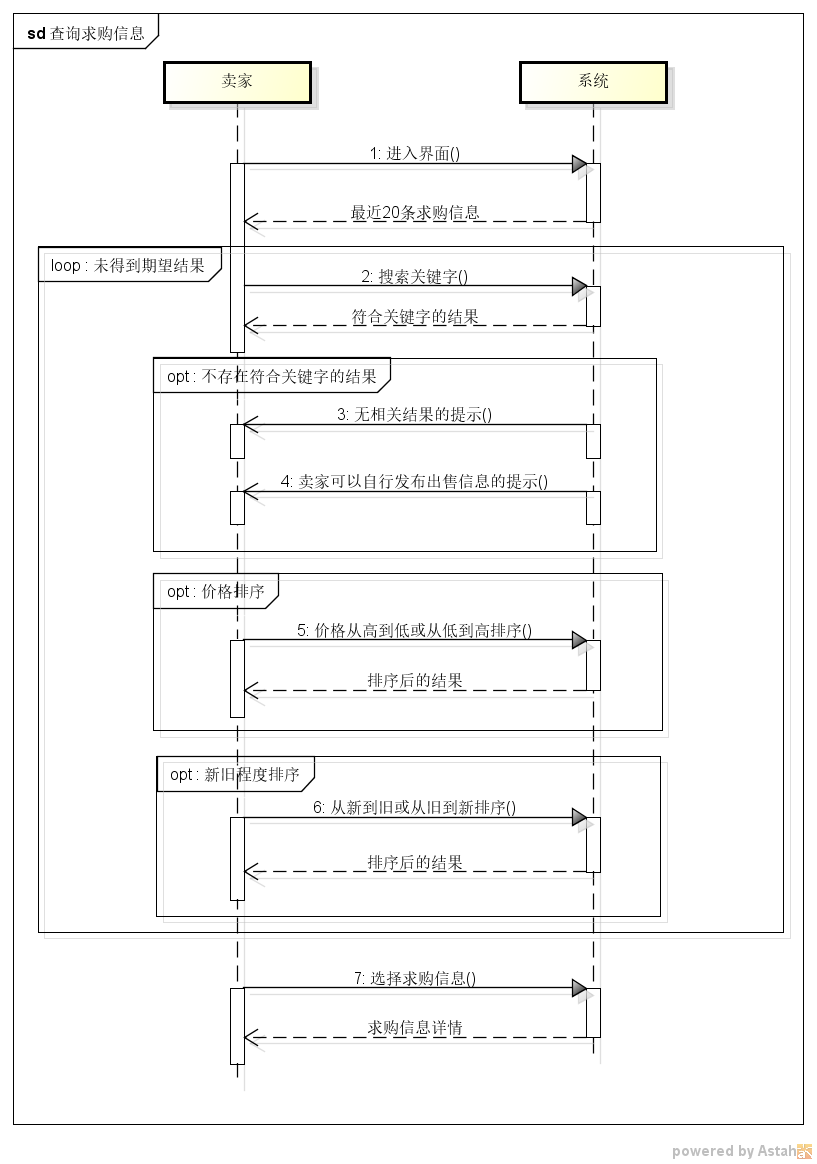 sd 查询求购信息
卖家
系统
1: 进入界面()
最近20条求购信息
loop : 未得到期望结果
2: 搜索关键字()
符合关键字的结果
opt : 不存在符合关键字的结果
3: 无相关结果的提示()
4: 卖家可以自行发布出售信息的提示()
opt : 价格排序
5: 价格从高到低或从低到高排序()
排序后的结果
opt : 新旧程度排序
6: 从新到旧或从旧到新排序()
排序后的结果
7: 选择求购信息()
求购信息详情
powered by Astah